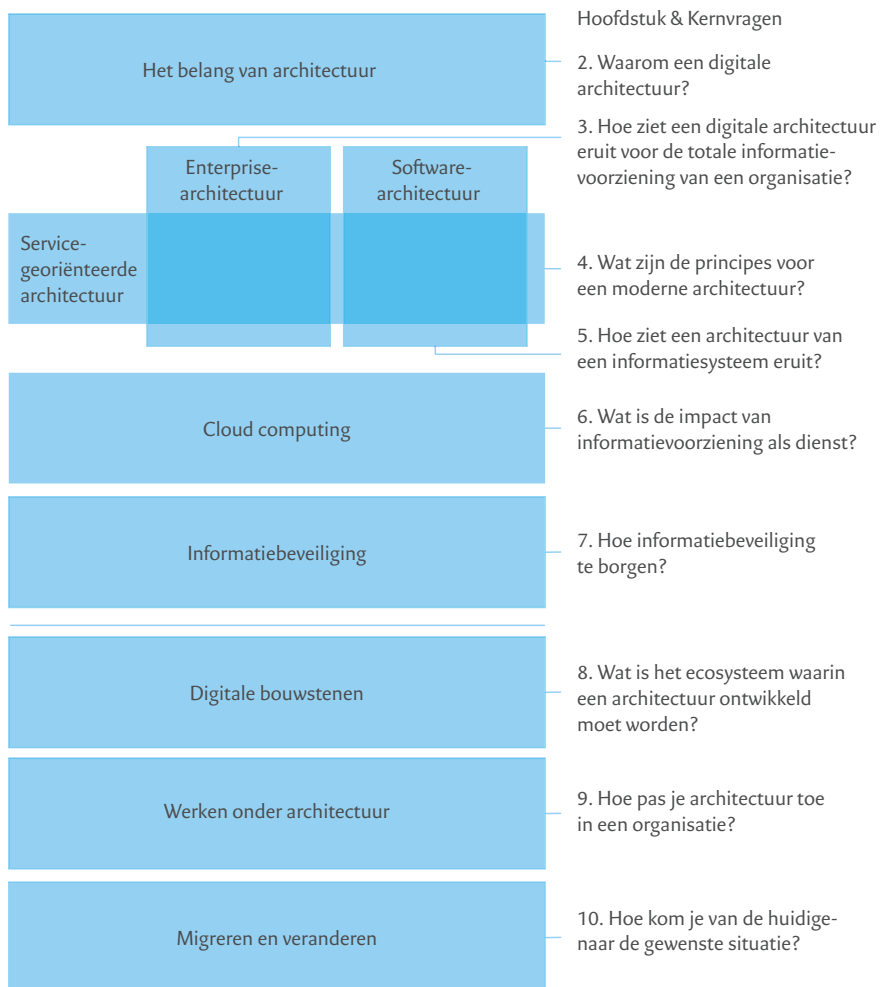 Hoofdstuk & Kernvragen
Het belang van architectuur
2. Waarom een digitale
architectuur?
3. Hoe ziet een digitale architectuur
eruit voor de totale informatie-
voorziening van een organisatie?
Enterprise-
architectuur
Software-
architectuur
Service-
georiënteerde
architectuur
4. Wat zijn de principes voor
een moderne architectuur?
5. Hoe ziet een architectuur van
een informatiesysteem eruit?
Cloud computing
6. Wat is de impact van
informatievoorziening als dienst?
Informatiebeveiliging
7. Hoe informatiebeveiliging
te borgen?
Digitale bouwstenen
8. Wat is het ecosysteem waarin
een architectuur ontwikkeld
moet worden?
Werken onder architectuur
9. Hoe pas je architectuur toe
in een organisatie?
Migreren en veranderen
10. Hoe kom je van de huidige-
naar de gewenste situatie?